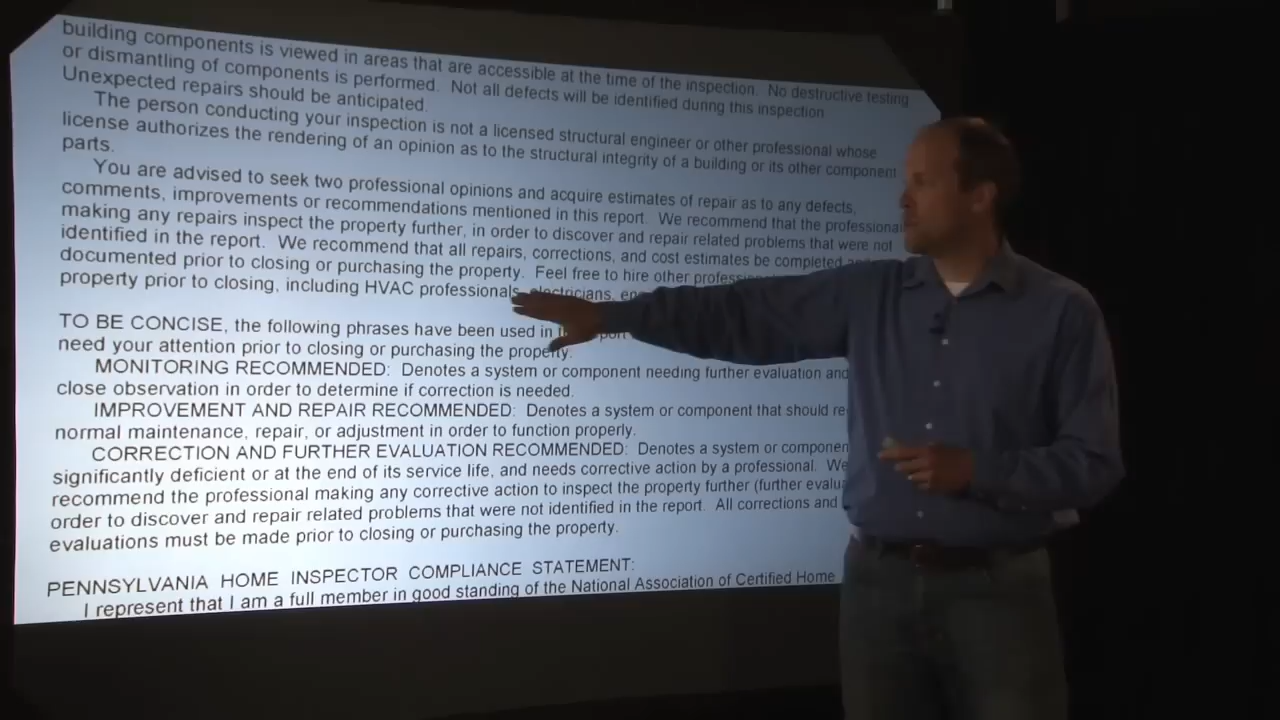 building components is viewed in areas that are accessible at the time of the inspection. No destructive testing
or dismantling of components is performed. Not all defects will be identified during this inspection
Unexpected repairs should be anticipated.
The person conducting your inspection is not a licensed structural engineer or other professional whose
license authorizes the rendering of an opinion as to the structural integrity of a building or its other component
parts.
You are advised to seek two professional opinions and acquire estimates of repair as to any defects,
comments, improvements or recommendations mentioned in this report. We recommend that the professional
making any repairs inspect the property further, in order to discover and repair related problems that were not
identified in the report. We recommend that all repairs, corrections, and cost estimates be completed and
documented prior to closing or purchasing the property. Feel free to hire other
property prior to closing, including HVAC professionals, electricians,
TO BE CONCISE, the following phrases have been used in
need your attention prior to closing or purchasing the property.
MONITORING RECOMMENDED: Denotes a system or component needing further evaluation and
close observation in order to determine if correction is needed.
IMPROVEMENT AND REPAIR RECOMMENDED: Denotes a system or component that should re
normal maintenance, repair, or adjustment in order to function properly.
CORRECTION AND FURTHER EVALUATION RECOMMENDED: Denotes a system or componen
significantly deficient or at the end of its service life, and needs corrective action by a professional. We
recommend the professional making any corrective action to inspect the property further (further evalua
order to discover and repair related problems that were not identified in the report. All corrections and
evaluations must be made prior to closing or purchasing the property.
PENNSYLVANIA HOME INSPECTOR COMPLIANCE STATEMENT:
I represent that I am a full member in good standing of the National Association of Certified Home